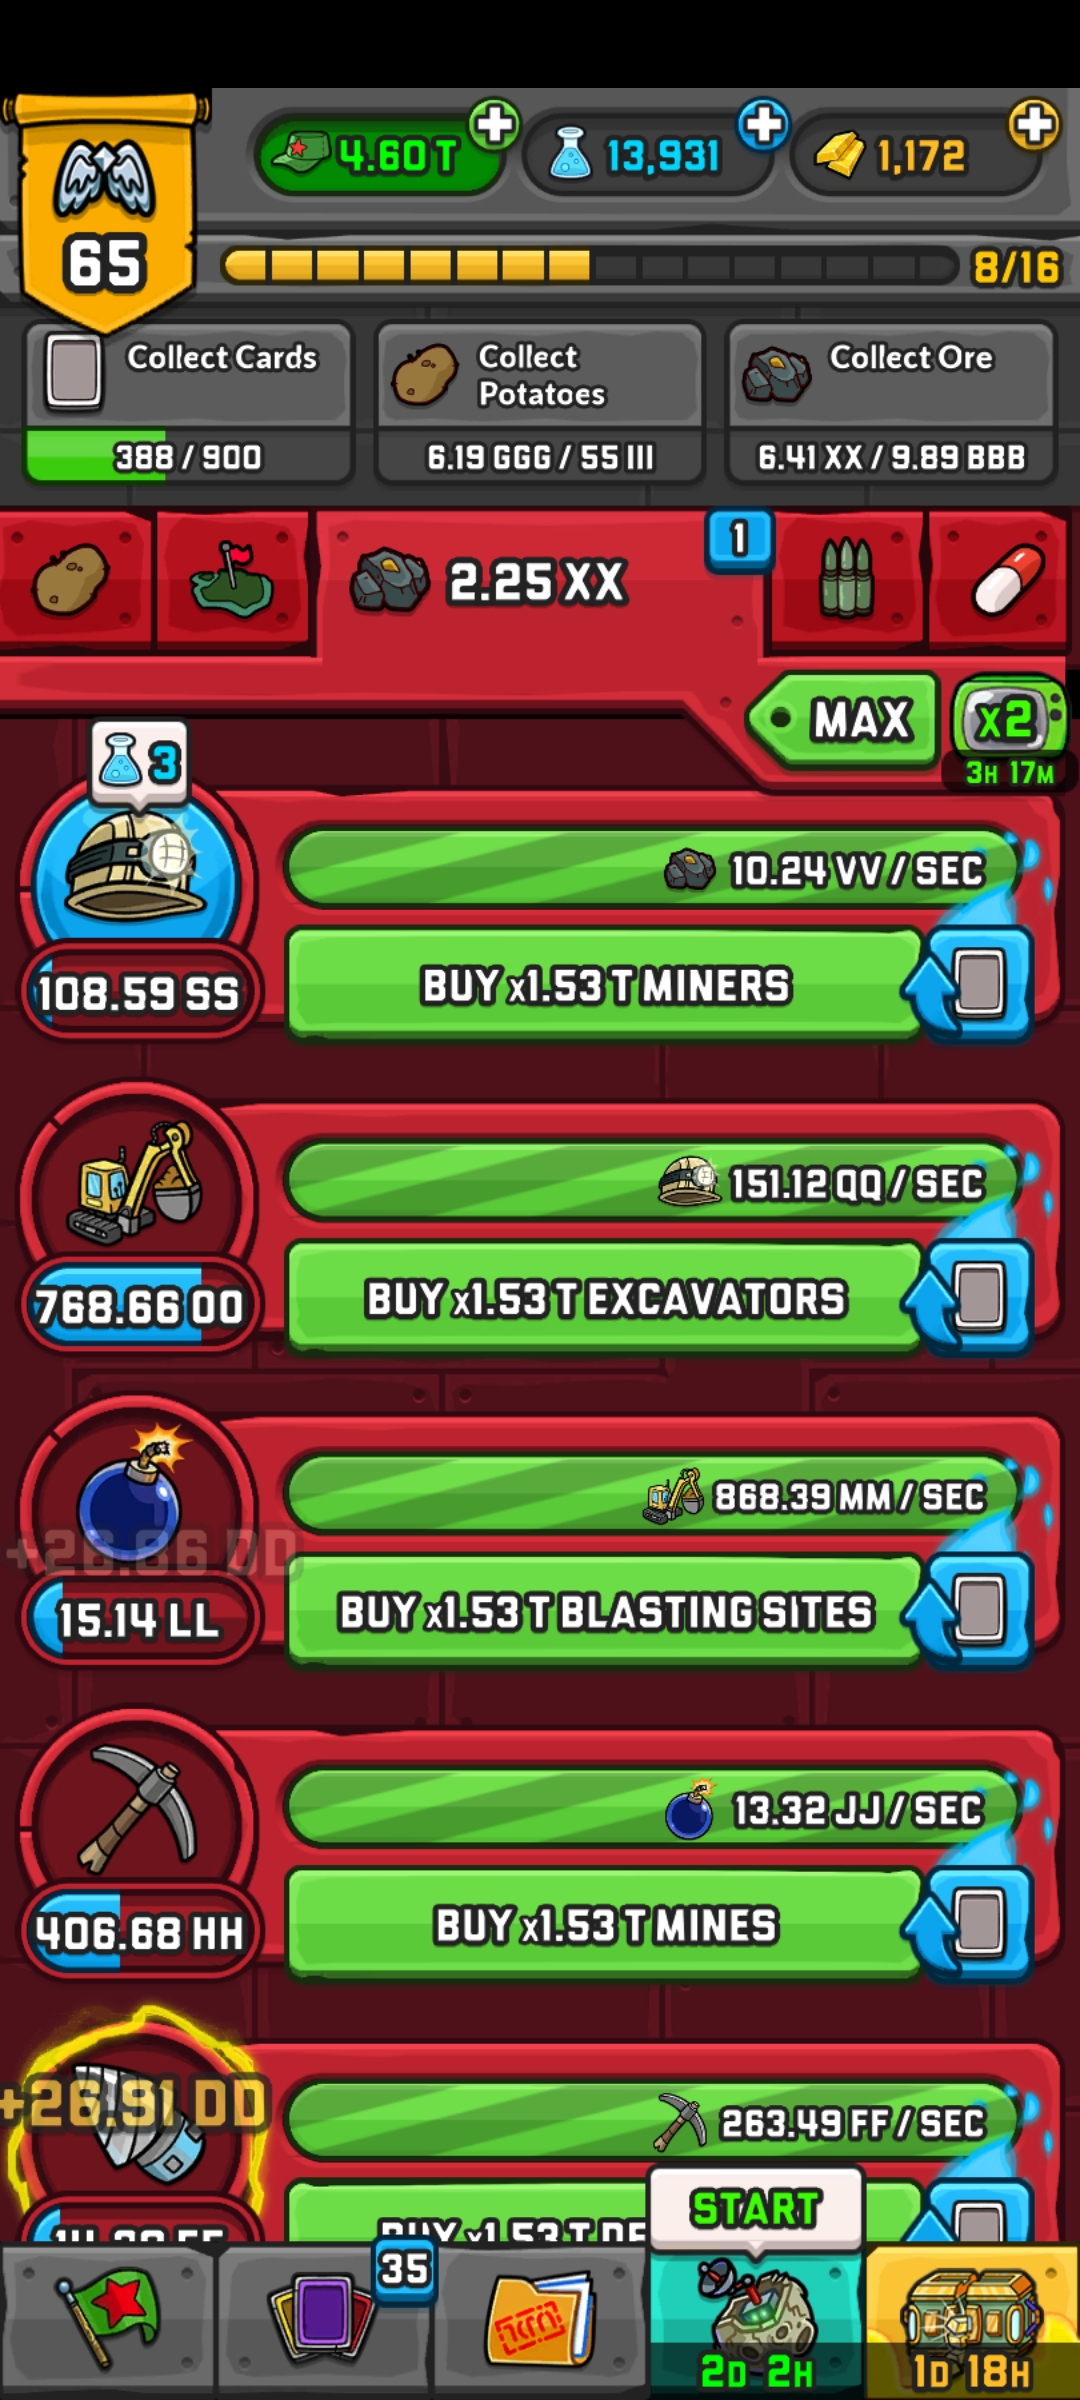 4.60 T
13,931
1,172
65
8/16
Collect Cards
388 / 900
Collect
Potatoes
6.19 GGG / 55 III
Collect Ore
6.41 XX / 9.89 BBB
2.25 XX
1
MAX
X2
3H 17M
3
10.24 VV / SEC
108.59 SS
BUY x1.53 T MINERS
151.12 QQ / SEC
768.66 OO
BUY x1.53 T EXCAVATORS
868.39 MM / SEC
+26.86 DD
15.14 LL
BUY x1.53 T BLASTING SITES
13.32 JJ / SEC
406.68 HH
BUY x1.53 T MINES
+26.91 DD
263.49 FF / SEC
BUY x1.53 T DE
START
35
2D 2H
1D 18H